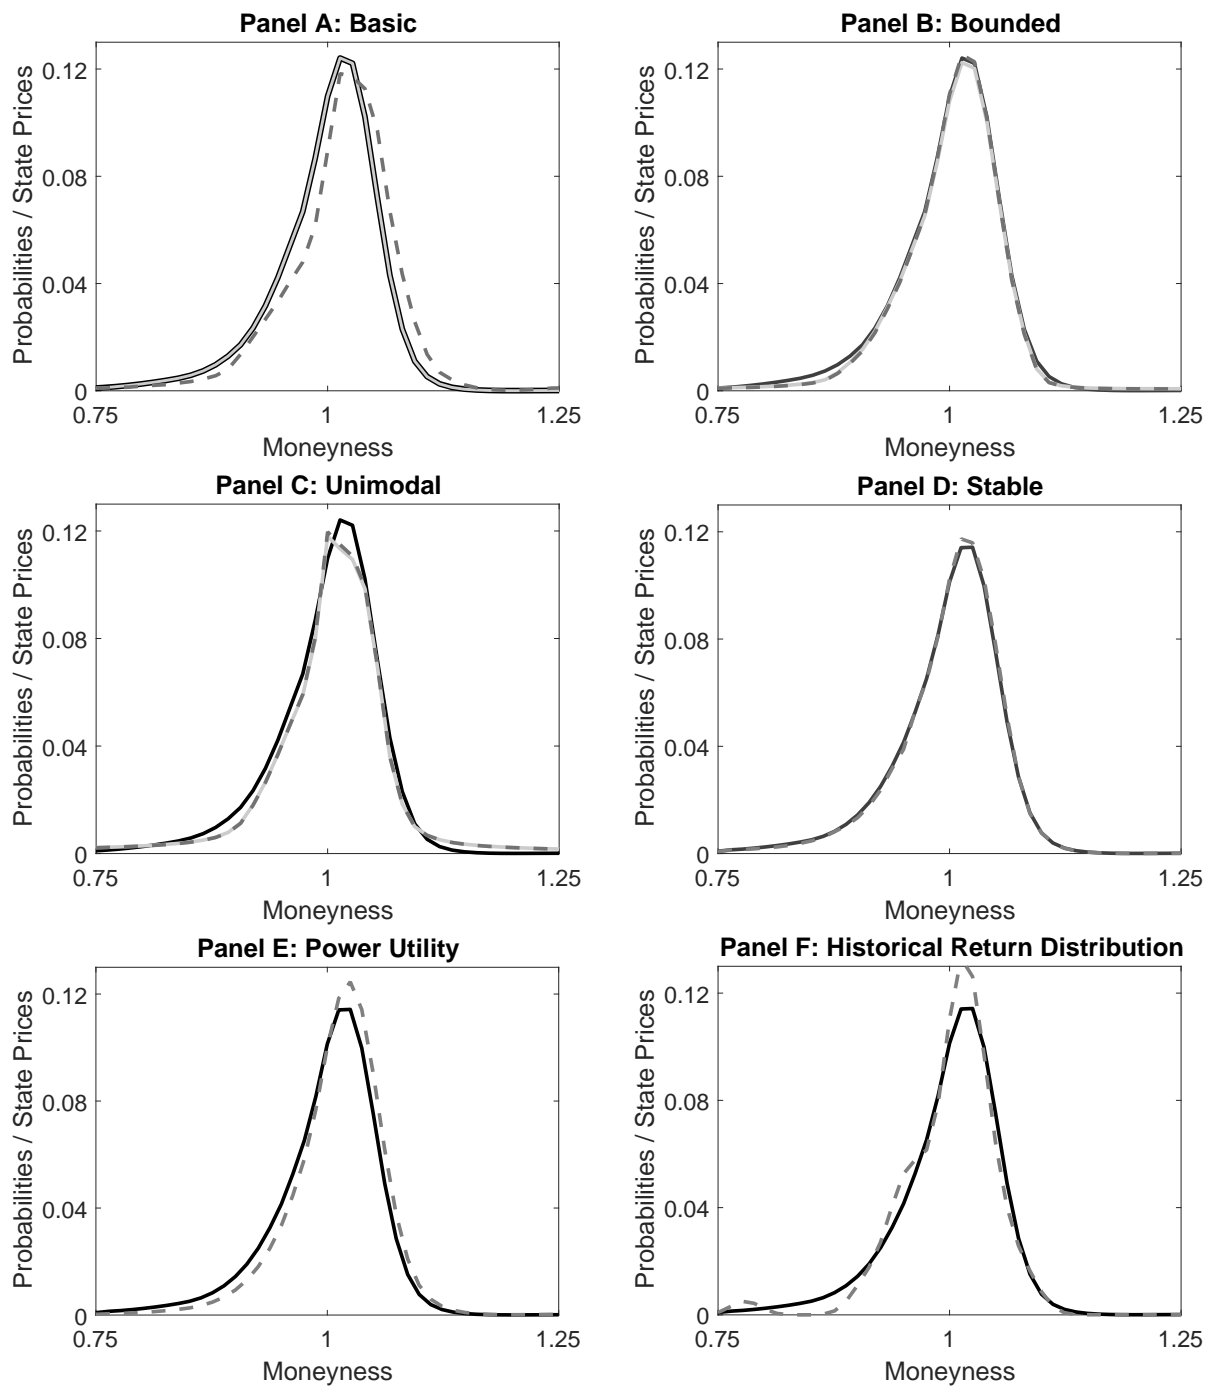 Panel A: Basic
Probabilities / State Prices
0.12
0.08
0.04
0
0.75
1
1.25
Moneyness
Panel B: Bounded
Probabilities / State Prices
0.12
0.08
0.04
0
0.75
1
1.25
Moneyness
Panel C: Unimodal
Probabilities / State Prices
0.12
0.08
0.04
0
0.75
1
1.25
Moneyness
Panel D: Stable
Probabilities / State Prices
0.12
0.08
0.04
0
0.75
1
1.25
Moneyness
Panel E: Power Utility
Probabilities / State Prices
0.12
0.08
0.04
0
0.75
1
1.25
Moneyness
Panel F: Historical Return Distribution
Probabilities / State Prices
0.12
0.08
0.04
0
0.75
1
1.25
Moneyness